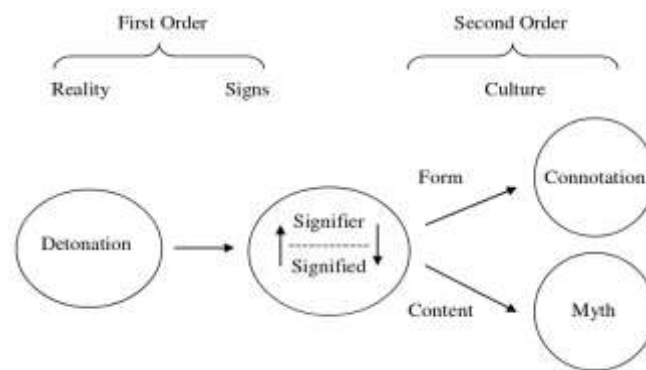 First Order
Second Order
Reality
Signs
Culture
Form
Connotation
Signifier
Detonation
Signified
Content
Myth